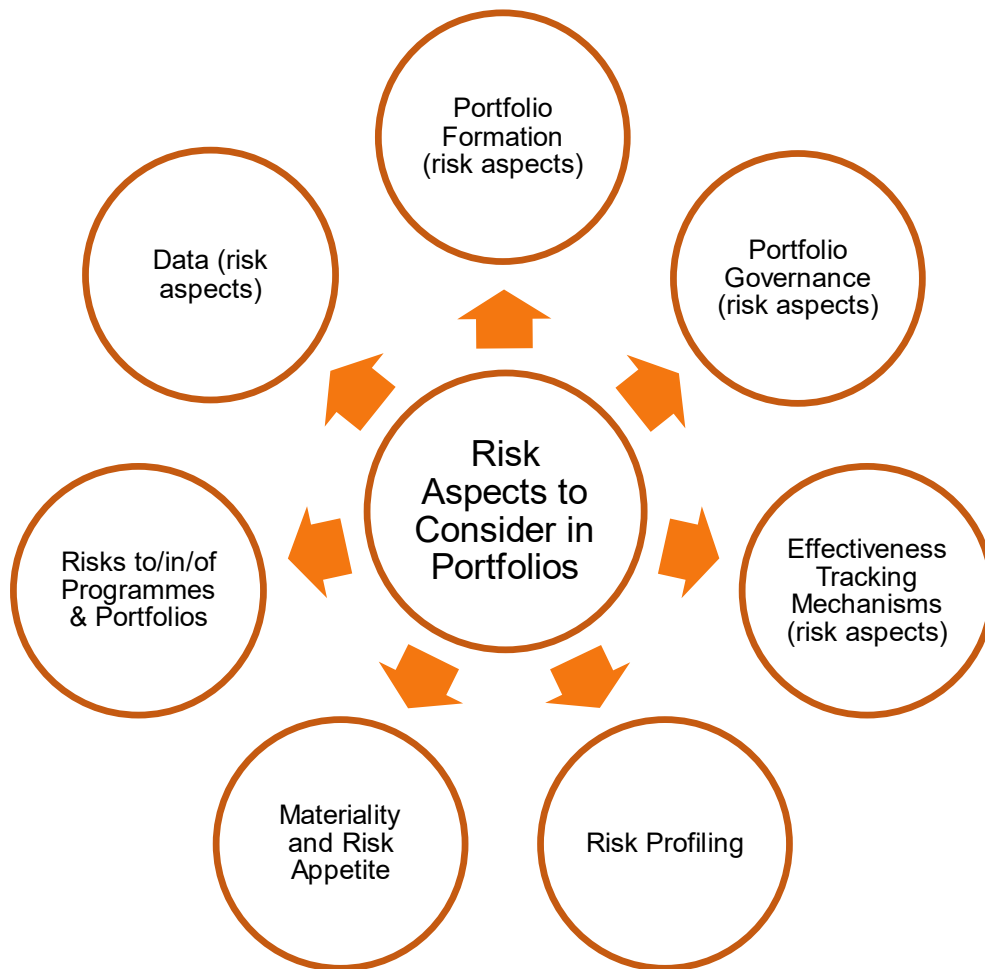 Portfolio
Formation
(risk aspects)
Portfolio
Governance
(risk aspects)
Effectiveness
Tracking
Mechanisms
(risk aspects)
Risk Profiling
Materiality
and Risk
Appetite
Risks to/in/of
Programmes
& Portfolios
Data (risk
aspects)
Risk
Aspects to
Consider in
Portfolios